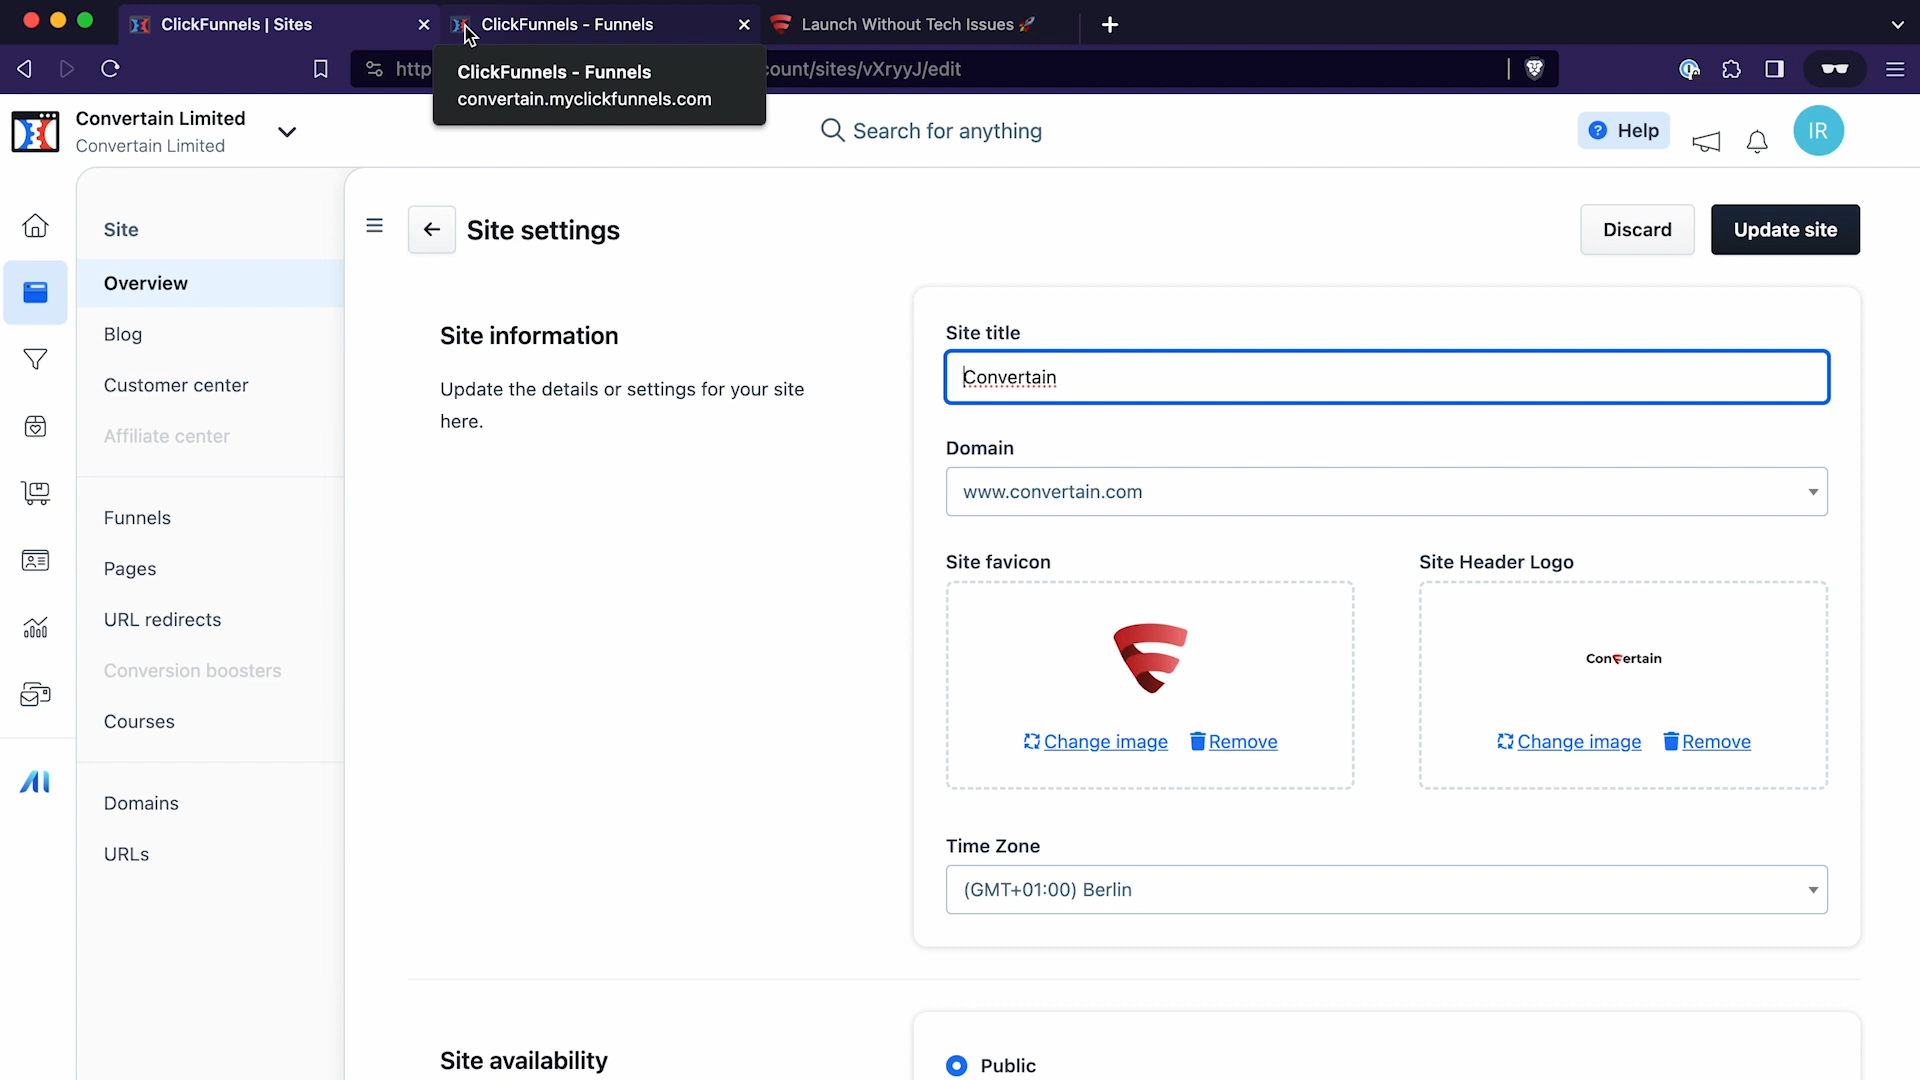 ClickFunnels | Sites
ClickFunnels - Funnels
Launch Without Tech Issues 🚀
http
ount/sites/vXryyJ/edit
ClickFunnels - Funnels
convertain.myclickfunnels.com
Convertain Limited
Convertain Limited
Search for anything
? Help
IR
Site
Overview
Blog
Customer center
Affiliate center
Funnels
Pages
URL redirects
Conversion boosters
Courses
Domains
URLs
Site settings
Discard
Update site
Site information
Update the details or settings for your site
here.
Site title
Convertain
Domain
www.convertain.com
Site favicon
Site Header Logo
Convertain
Change image Remove
Change image Remove
Time Zone
(GMT+01:00) Berlin
Site availability
Public